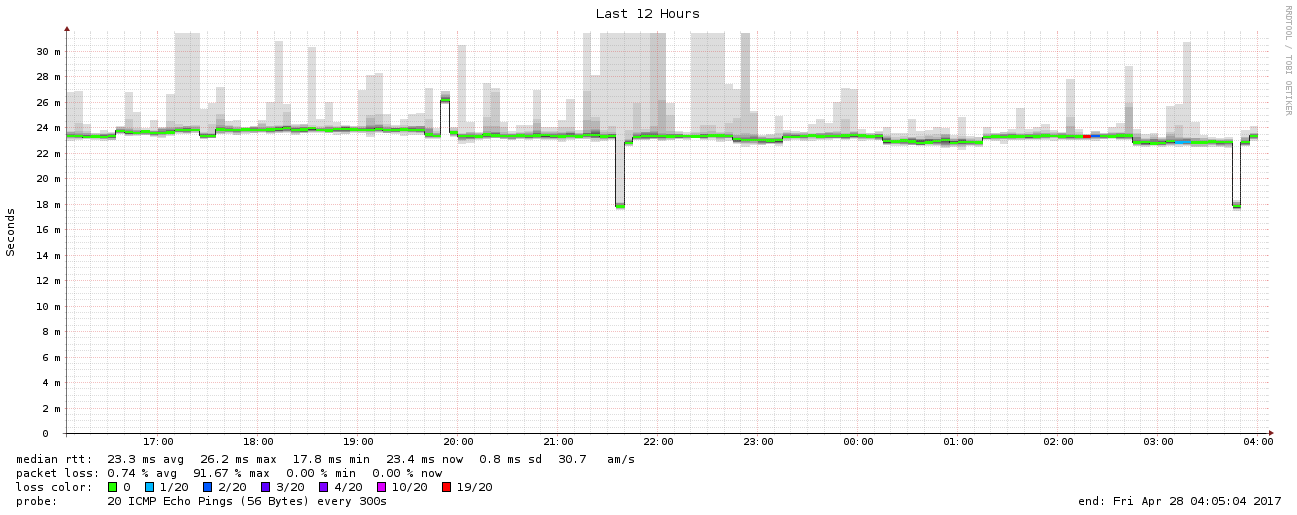 Last 12 Hours
RRDTOOL / TOBI OETIKER
Seconds
30 m
28 m
26 m
24 m
22 m
20 m
18 m
16 m
14 m
12 m
10 m
8 m
6 m
4 m
2 m
0
17:00 18:00 19:00 20:00 21:00 22:00 23:00 00:00 01:00 02:00 03:00 04:00
median rtt: 23.3 ms avg 26.2 ms max 17.8 ms min 23.4 ms now 0.8 ms sd 30.7 am/s
packet loss: 0.74 % avg 91.67 % max 0.00 % min 0.00 % now
loss color: 0 1/20 2/20 3/20 4/20 10/20 19/20
probe: 20 ICMP Echo Pings (56 Bytes) every 300s end: Fri Apr 28 04:05:04 2017